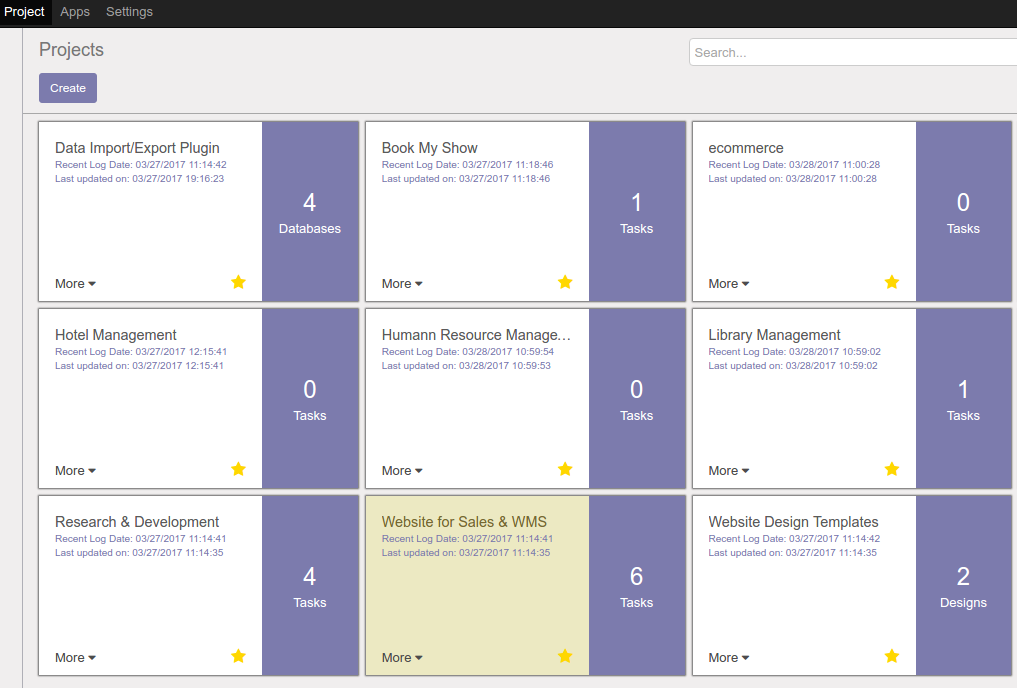 Project Apps Settings
Projects
Search...
Create
Data Import/Export Plugin
Recent Log Date: 03/27/2017 11:14:42
Last updated on: 03/27/2017 19:16:23
4
Databases
More
Book My Show
Recent Log Date: 03/27/2017 11:18:46
Last updated on: 03/27/2017 11:18:46
1
Tasks
More
ecommerce
Recent Log Date: 03/28/2017 11:00:28
Last updated on: 03/28/2017 11:00:28
0
Tasks
More
Hotel Management
Recent Log Date: 03/27/2017 12:15:41
Last updated on: 03/27/2017 12:15:41
0
Tasks
More
Humann Resource Manage...
Recent Log Date: 03/28/2017 10:59:54
Last updated on: 03/28/2017 10:59:53
0
Tasks
More
Library Management
Recent Log Date: 03/28/2017 10:59:02
Last updated on: 03/28/2017 10:59:02
1
Tasks
More
Research & Development
Recent Log Date: 03/27/2017 11:14:41
Last updated on: 03/27/2017 11:14:35
4
Tasks
More
Website for Sales & WMS
Recent Log Date: 03/27/2017 11:14:41
Last updated on: 03/27/2017 11:14:35
6
Tasks
More
Website Design Templates
Recent Log Date: 03/27/2017 11:14:42
Last updated on: 03/27/2017 11:14:35
2
Designs
More